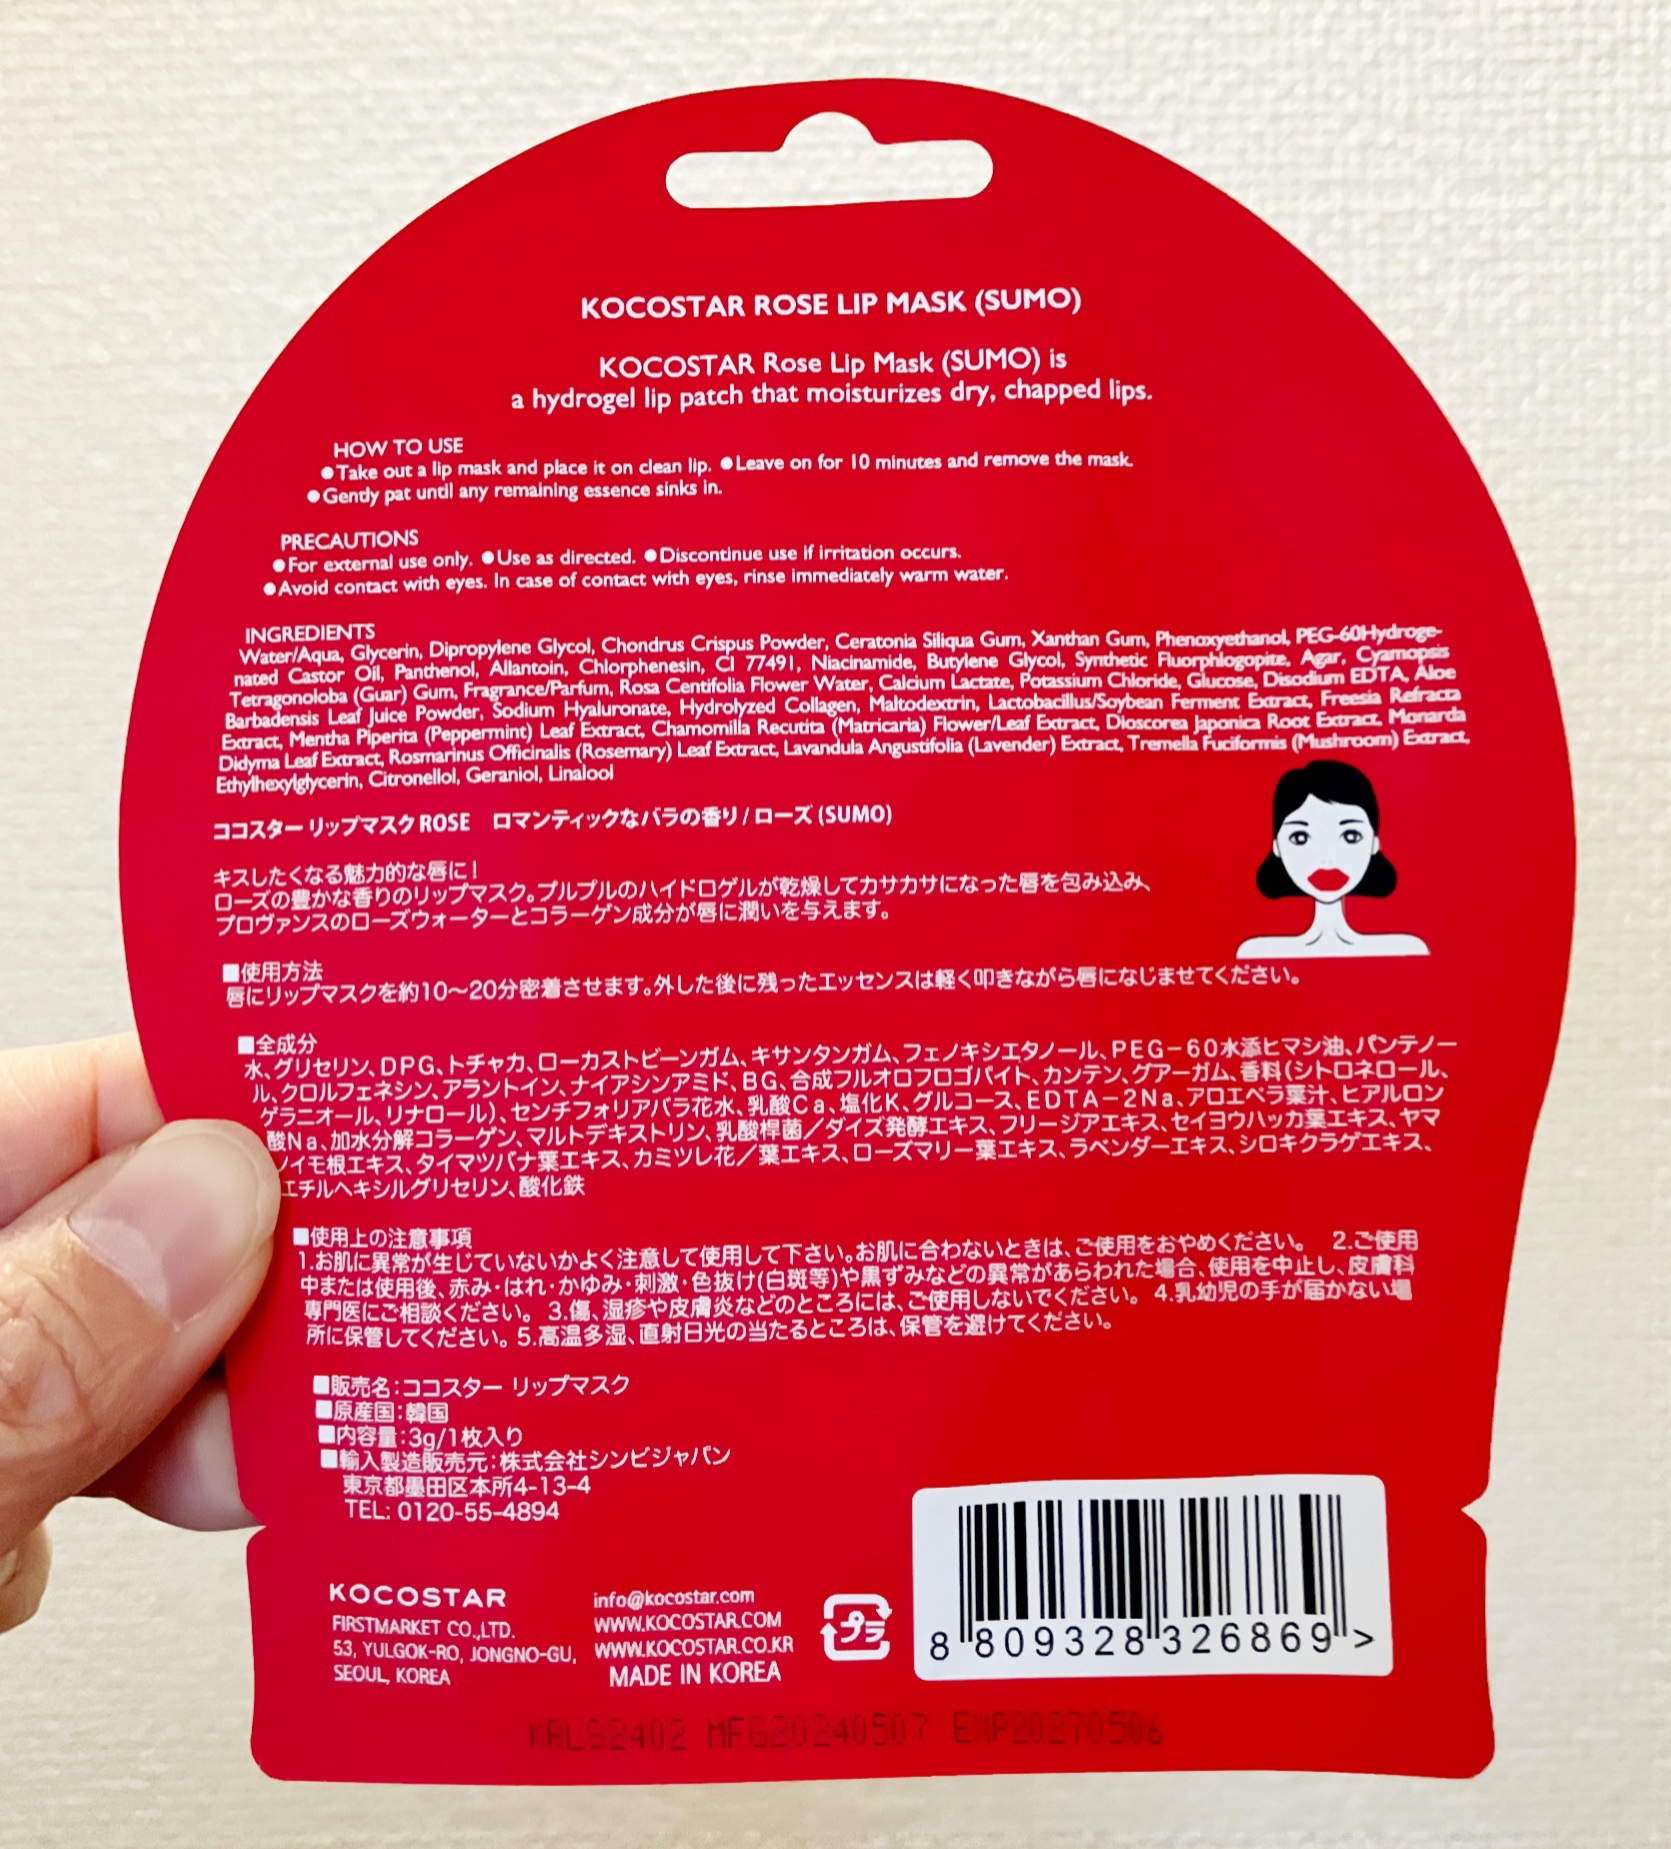 KOCOSTAR ROSE LIP MASK (SUMO)
KOCOSTAR Rose Lip Mask (SUMO) is
a hydrogel lip patch that moisturizes dry, chapped lips.
HOW TO USE
●Take out a lip mask and place it on clean lip. ●Leave on for 10 minutes and remove the mask.
●Gently pat until any remaining essence sinks in.
PRECAUTIONS
●For external use only. ●Use as directed. ●Discontinue use if irritation occurs.
●Avoid contact with eyes. In case of contact with eyes, rinse immediately warm water.
INGREDIENTS
Water/Aqua, Glycerin, Dipropylene Glycol, Chondrus Crispus Powder, Ceratonia Siliqua Gum, Xanthan Gum, Phenoxyethanol, PEG-60Hydroge-
nated Castor Oil, Panthenol, Allantoin, Chlorphenesin, CI 77491, Niacinamide, Butylene Glycol, Synthetic Fluorphlogopite, Agar, Cyamopsis
Tetragonoloba (Guar) Gum, Fragrance/Parfum, Rosa Centifolia Flower Water, Calcium Lactate, Potassium Chloride, Glucose, Disodium EDTA, Aloe
Barbadensis Leaf Juice Powder, Sodium Hyaluronate, Hydrolyzed Collagen, Maltodextrin, Lactobacillus/Soybean Ferment Extract, Freesia Refracta
Extract, Mentha Piperita (Peppermint) Leaf Extract, Chamomilla Recutita (Matricaria) Flower/Leaf Extract, Dioscorea Japonica Root Extract, Monarda
Didyma Leaf Extract, Rosmarinus Officinalis (Rosemary) Leaf Extract, Lavandula Angustifolia (Lavender) Extract, Tremella Fuciformis (Mushroom) Extract,
Ethylhexylglycerin, Citronellol, Geraniol, Linalool
ココスター リップマスク ROSE ロマンティックなバラの香り / ローズ (SUMO)
キスしたくなる魅力的な唇に!
ローズの豊かな香りのリップマスク。プルプルのハイドロゲルが乾燥してカサカサになった唇を包み込み、
プロヴァンスのローズウォーターとコラーゲン成分が唇に潤いを与えます。
■使用方法
唇にリップマスクを約10〜20分密着させます。外した後に残ったエッセンスは軽く叩きながら唇になじませてください。
■全成分
水、グリセリン、DPG、トチャカ、ローカストビーンガム、キサンタンガム、フェノキシエタノール、PEG－60水添ヒマシ油、パンテノー
ル、クロルフェネシン、アラントイン、ナイアシンアミド、BG、合成フルオロフロゴパイト、カンテン、グアーガム、香料(シトロネロール、
ゲラニオール、リナロール)、センチフォリアバラ花水、乳酸Ca、塩化K、グルコース、EDTA－2Na、アロエベラ葉汁、ヒアルロン
酸Na、加水分解コラーゲン、マルトデキストリン、乳酸桿菌／ダイズ発酵エキス、フリージアエキス、セイヨウハッカ葉エキス、ヤマ
ノイモ根エキス、タイマツバナ葉エキス、カミツレ花／葉エキス、ローズマリー葉エキス、ラベンダーエキス、シロキクラゲエキス、
エチルヘキシルグリセリン、酸化鉄
■使用上の注意事項
1.お肌に異常が生じていないかよく注意して使用して下さい。お肌に合わないときは、ご使用をおやめください。 2.ご使用
中または使用後、赤み・はれ・かゆみ・刺激・色抜け(白斑等)や黒ずみなどの異常があらわれた場合、使用を中止し、皮膚科
専門医にご相談ください。 3.傷、湿疹や皮膚炎などのところには、ご使用しないでください。 4.乳幼児の手が届かない場
所に保管してください。 5.高温多湿、直射日光の当たるところは、保管を避けてください。
■販売名：ココスター リップマスク
■原産国：韓国
■内容量：3g/1枚入り
■輸入製造販売元：株式会社シンビジャパン
東京都墨田区本所4-13-4
TEL: 0120-55-4894
KOCOSTAR
FIRSTMARKET CO.,LTD.
53, YULGOK-RO, JONGNO-GU,
SEOUL, KOREA
info@kocostar.com
WWW.KOCOSTAR.COM
WWW.KOCOSTAR.CO.KR
MADE IN KOREA
プラ
8 809328 326869 >
KRLS2402 MFG20240507 EXP20270506